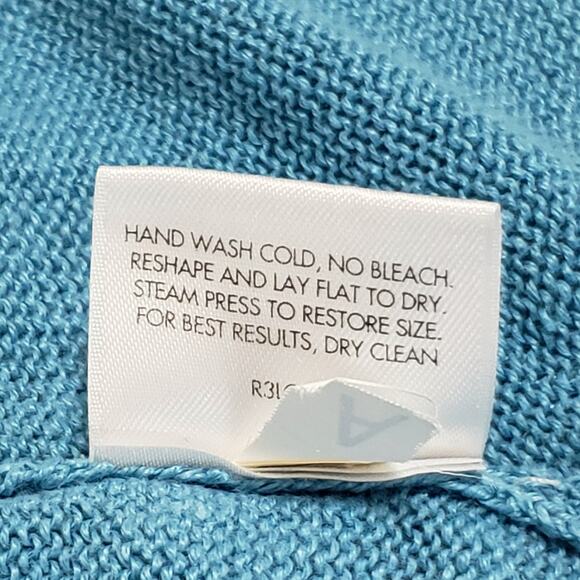 HAND WASH COLD, NO BLEACH.
RESHAPE AND LAY FLAT TO DRY.
STEAM PRESS TO RESTORE SIZE.
FOR BEST RESULTS, DRY CLEAN
A